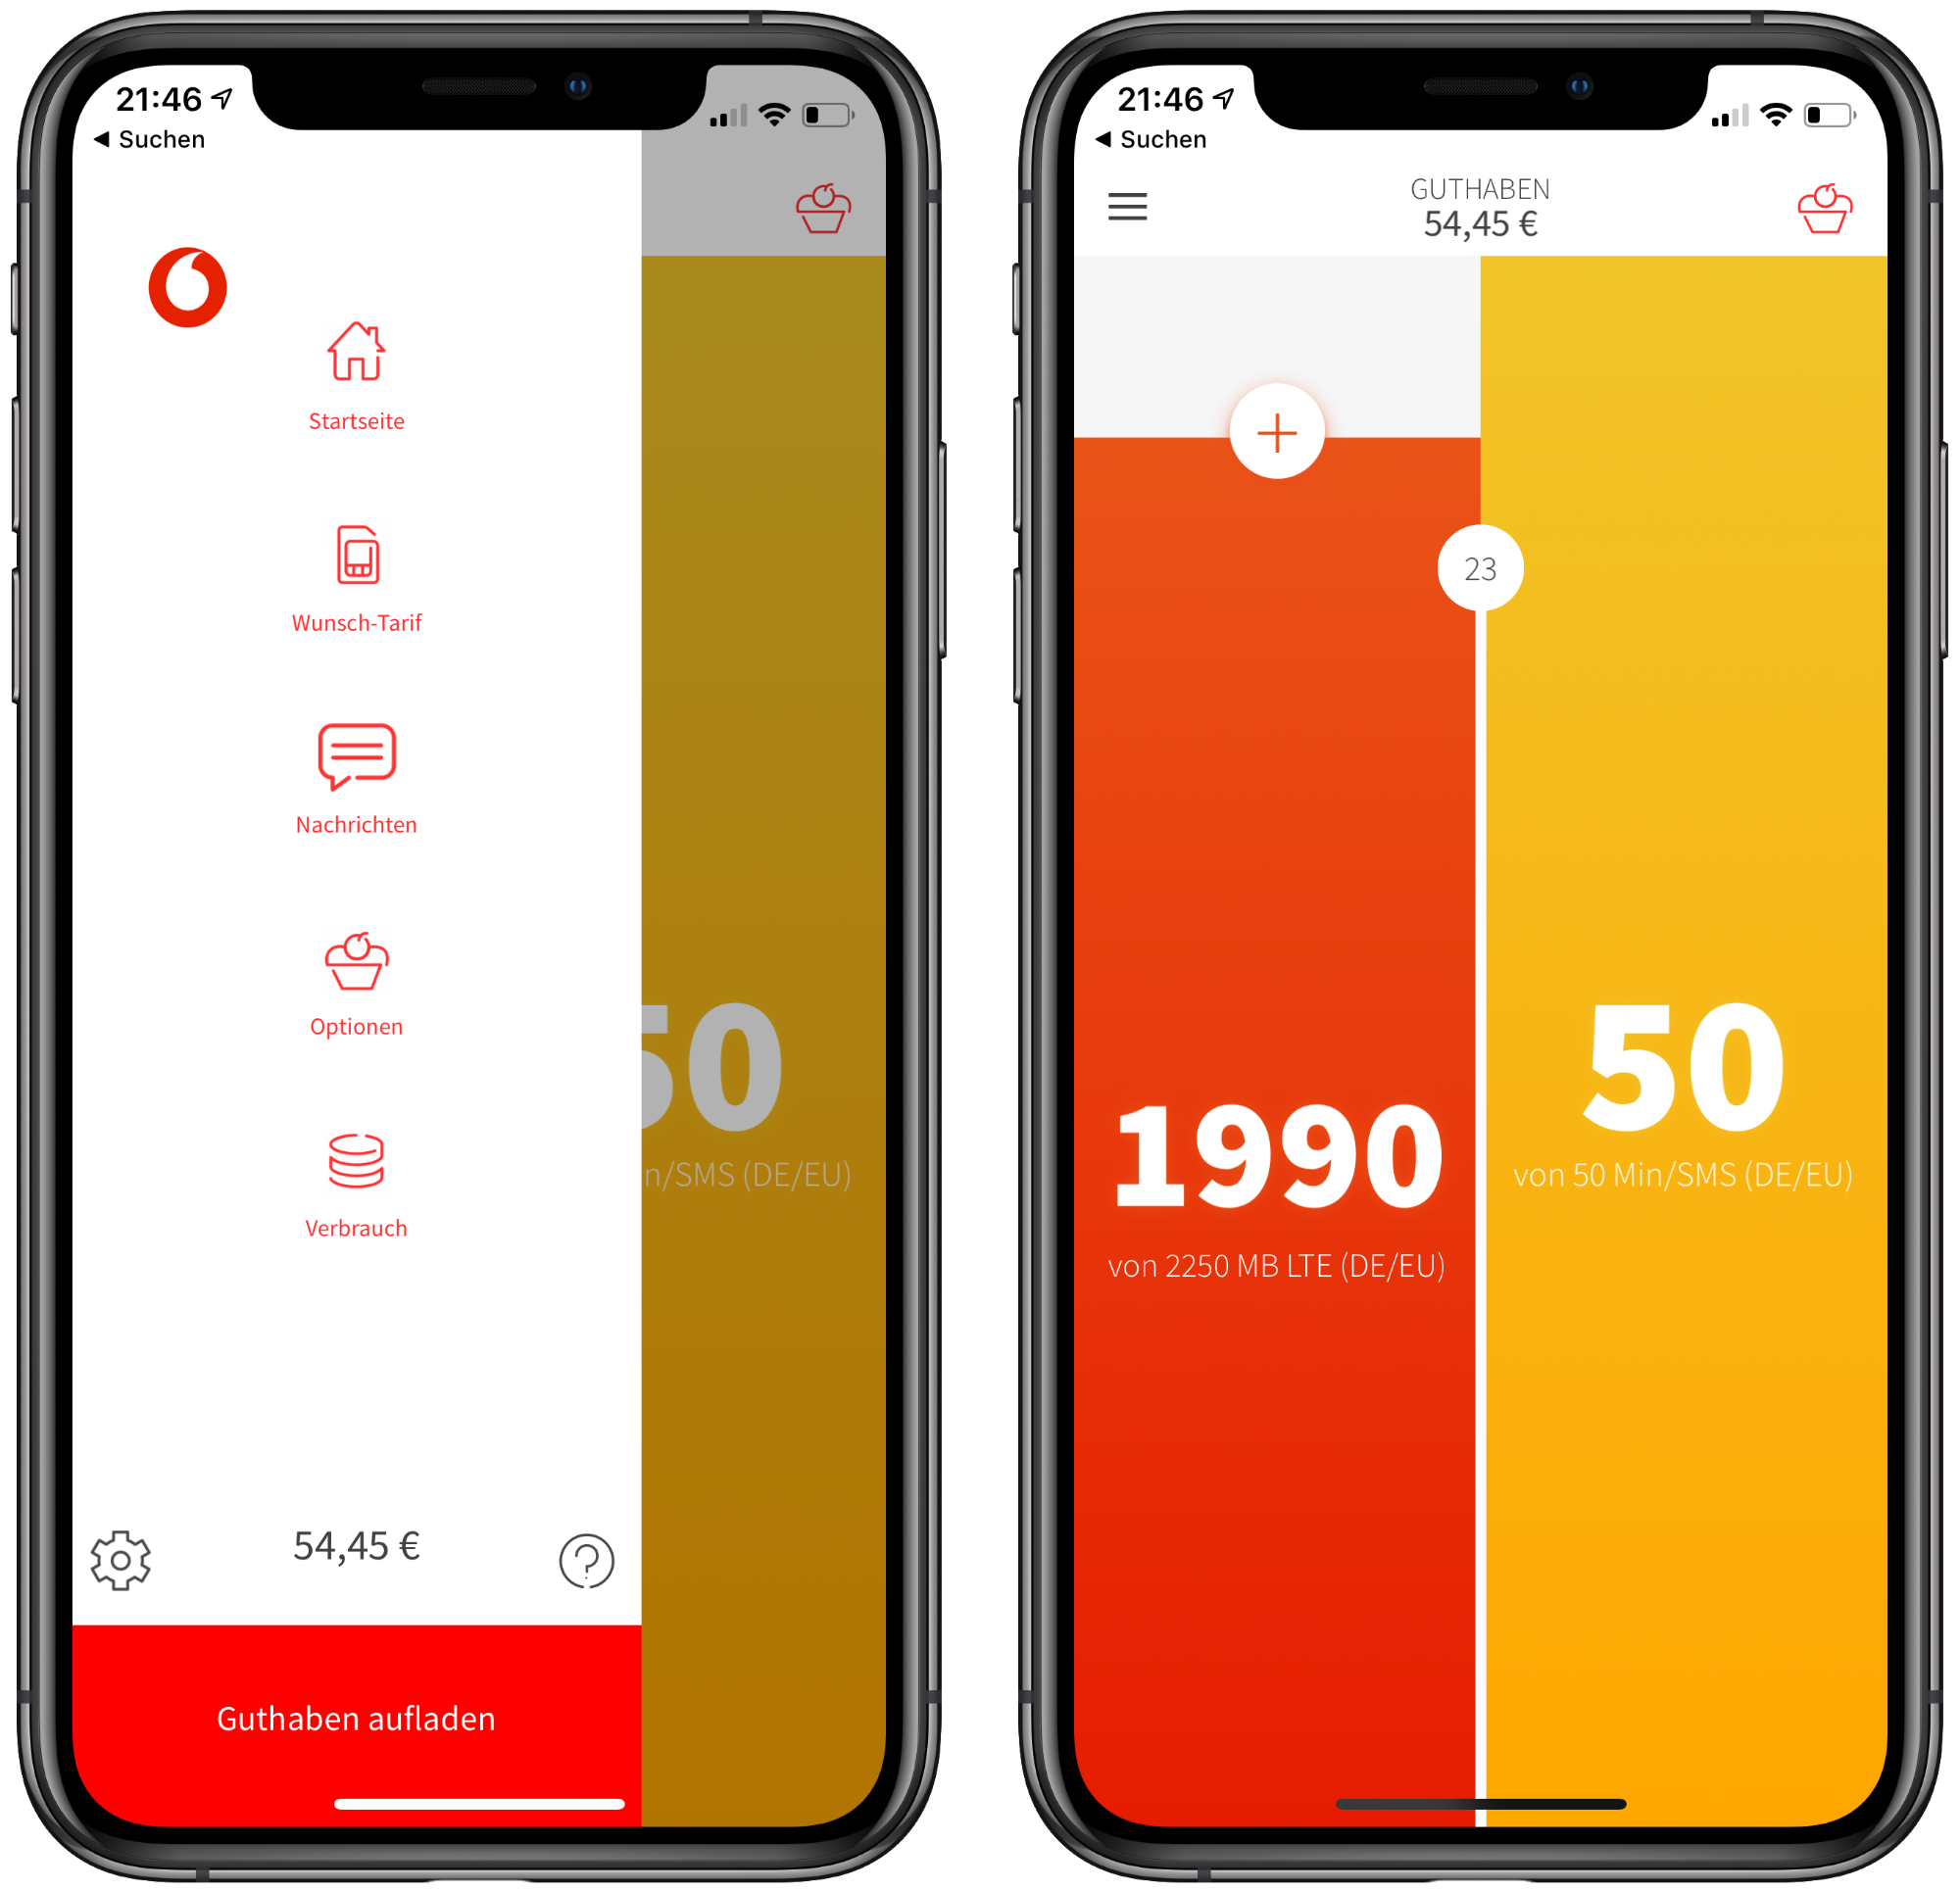 21:46
◀ Suchen
Startseite
Wunsch-Tarif
Nachrichten
Optionen
Verbrauch
54,45 €
Guthaben aufladen
50
n/SMS (DE/EU)
21:46
◀ Suchen
GUTHABEN
54,45 €
23
1990
von 2250 MB LTE (DE/EU)
50
von 50 Min/SMS (DE/EU)